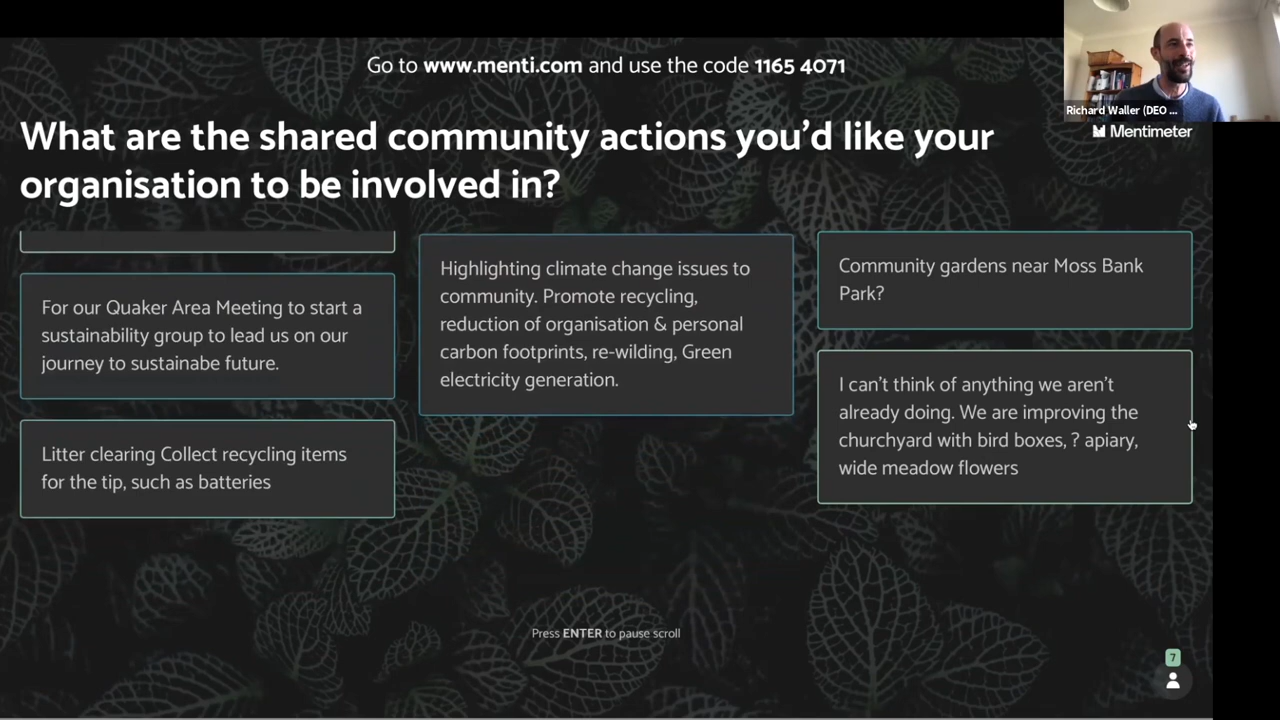 Go to www.menti.com and use the code 1165 4071
Richard Waller (DEO ...
Mentimeter
What are the shared community actions you'd like your
organisation to be involved in?
For our Quaker Area Meeting to start a
sustainability group to lead us on our
journey to sustainabe future.
Litter clearing Collect recycling items
for the tip, such as batteries
Highlighting climate change issues to
community. Promote recycling,
reduction of organisation & personal
carbon footprints, re-wilding, Green
electricity generation.
Community gardens near Moss Bank
Park?
I can't think of anything we aren't
already doing. We are improving the
churchyard with bird boxes, ? apiary,
wide meadow flowers
Press ENTER to pause scroll
7